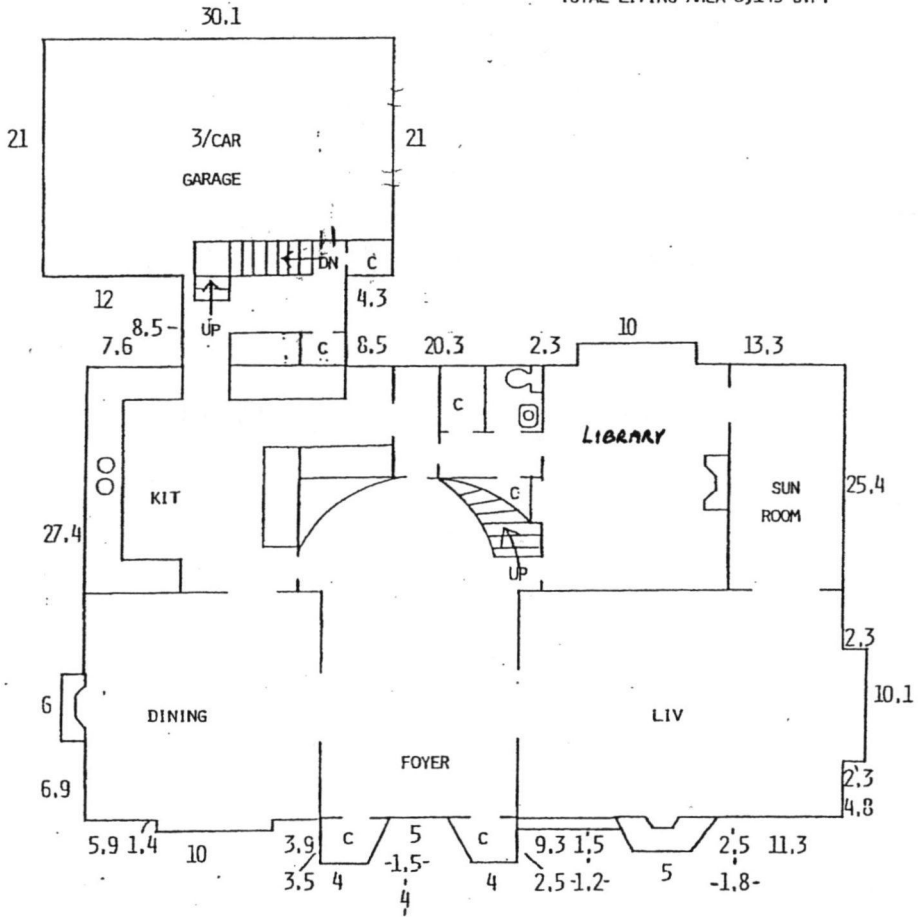 TOTAL LIVING AREA
30.1
21
3/CAR
21
GARAGE
DN
C
12
4.3
8.5
UP
7.6
C
8.5
20.3
2.3
10
13.3
C
LIBRARY
KIT
C
SUN
ROOM
25.4
27.4
UP
2.3
6
DINING
LIV
10.1
FOYER
6.9
2.3
4.8
5.9
1.4
10
3.9
C
5
C
9.3
1.5
2.5
11.3
3.5
4
-1.5-
4
2.5
-1.2-
5
-1.8-
4